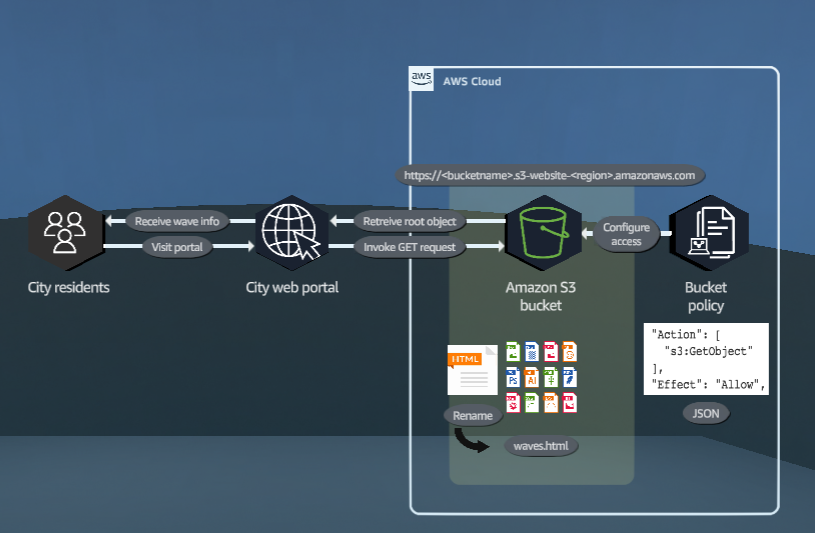 aws
AWS Cloud
https://<bucketname>.s3-website-<region>.amazonaws.com
Receive wave info
Retreive root object
Visit portal
Invoke GET request
Configure
access
City residents
City web portal
Amazon S3
bucket
Bucket
policy
"Action": [
"s3:GetObject"
],
"Effect": "Allow",
JSON
HTML
Ps
Ai
Rename
waves.html